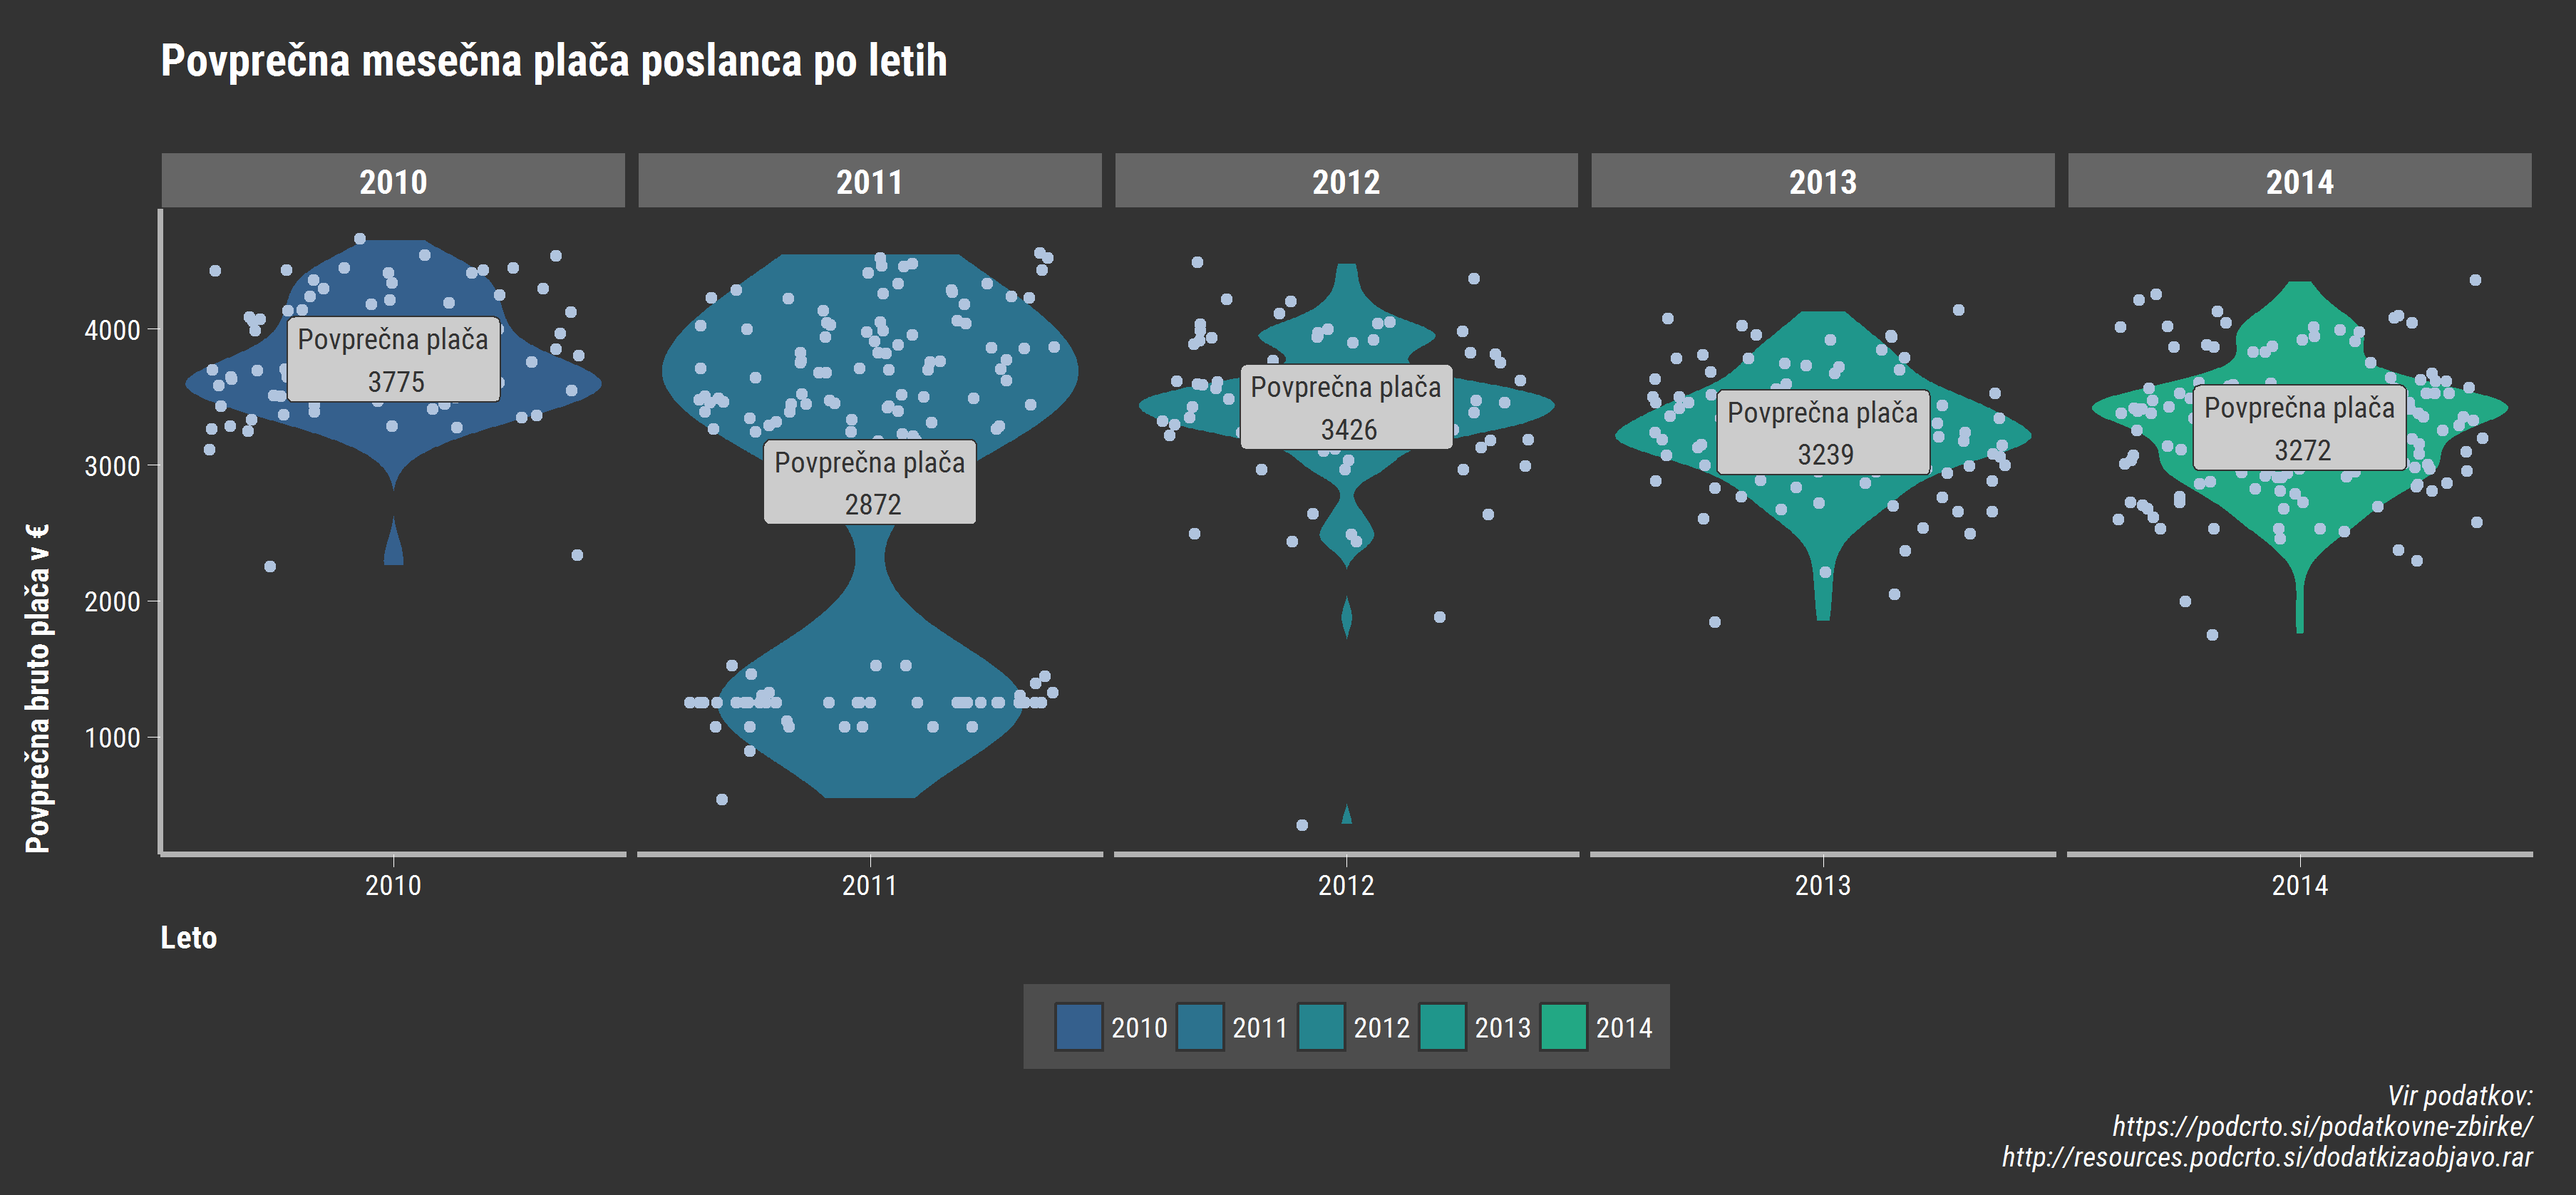 Povprečna mesečna plača poslanca po letih
2010
2011
2012
2013
2014
Povprečna bruto plača v €
4000
3000
2000
1000
Povprečna plača
3775
Povprečna plača
2872
Povprečna plača
3426
Povprečna plača
3239
Povprečna plača
3272
2010
2011
2012
2013
2014
Leto
2010
2011
2012
2013
2014
Vir podatkov:
https://podcrto.si/podatkovne-zbirke/
http://resources.podcrto.si/dodatkizaobjavo.rar